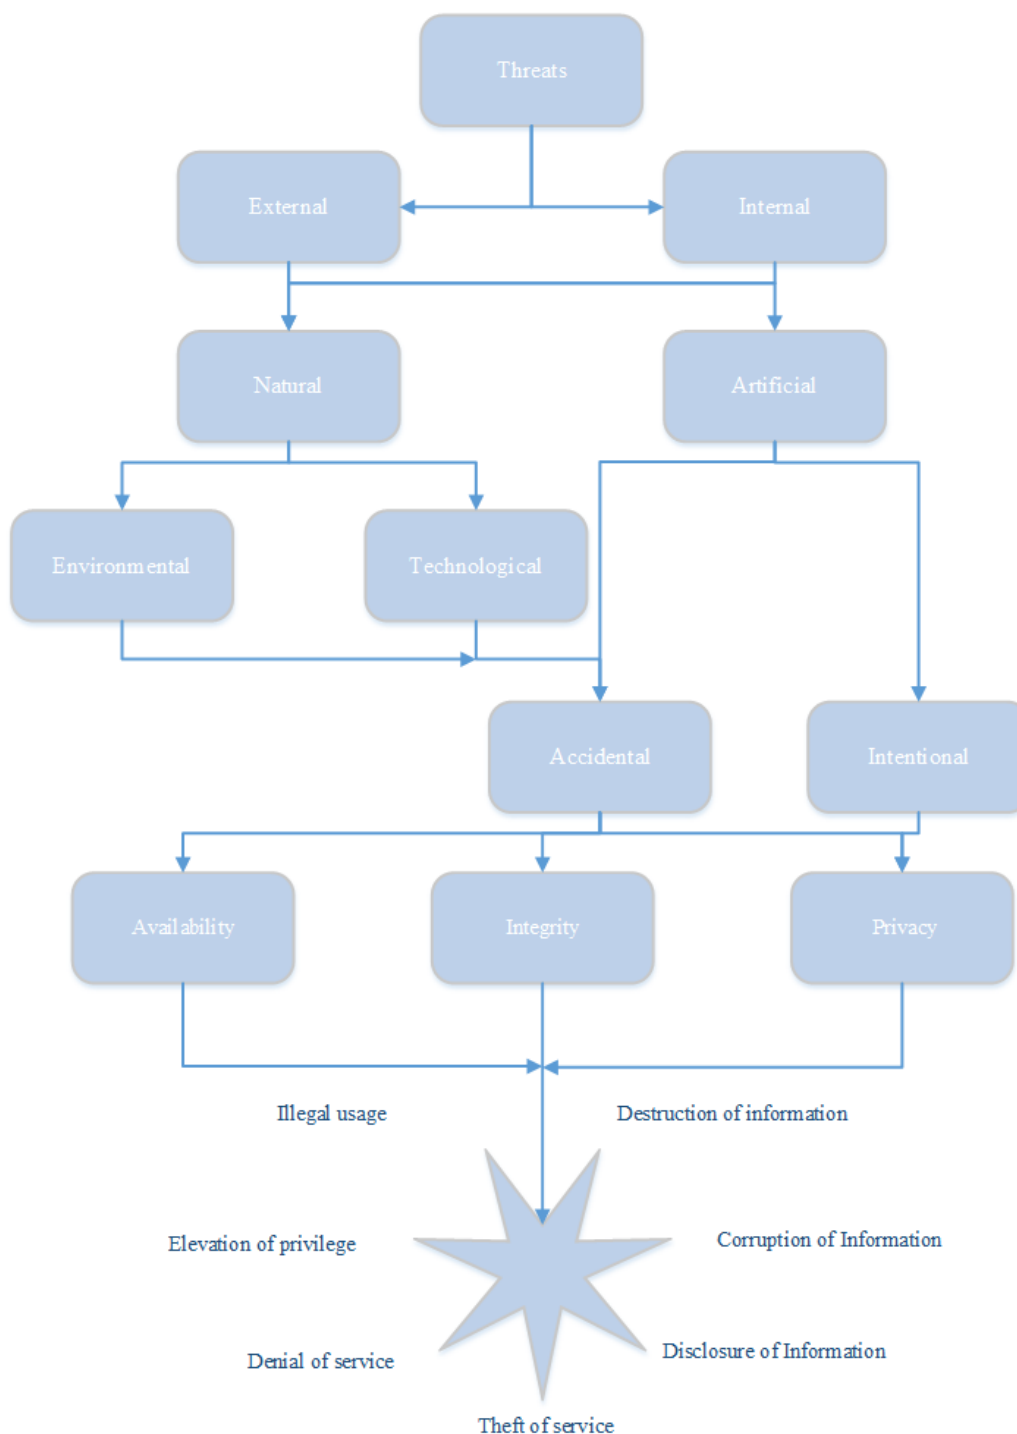 Threats
External
Internal
Natural
Artificial
Environmental
Technological
Accidental
Intentional
Availability
Integrity
Privacy
Illegal usage
Destruction of information
Elevation of privilege
Corruption of Information
Denial of service
Disclosure of Information
Theft of service